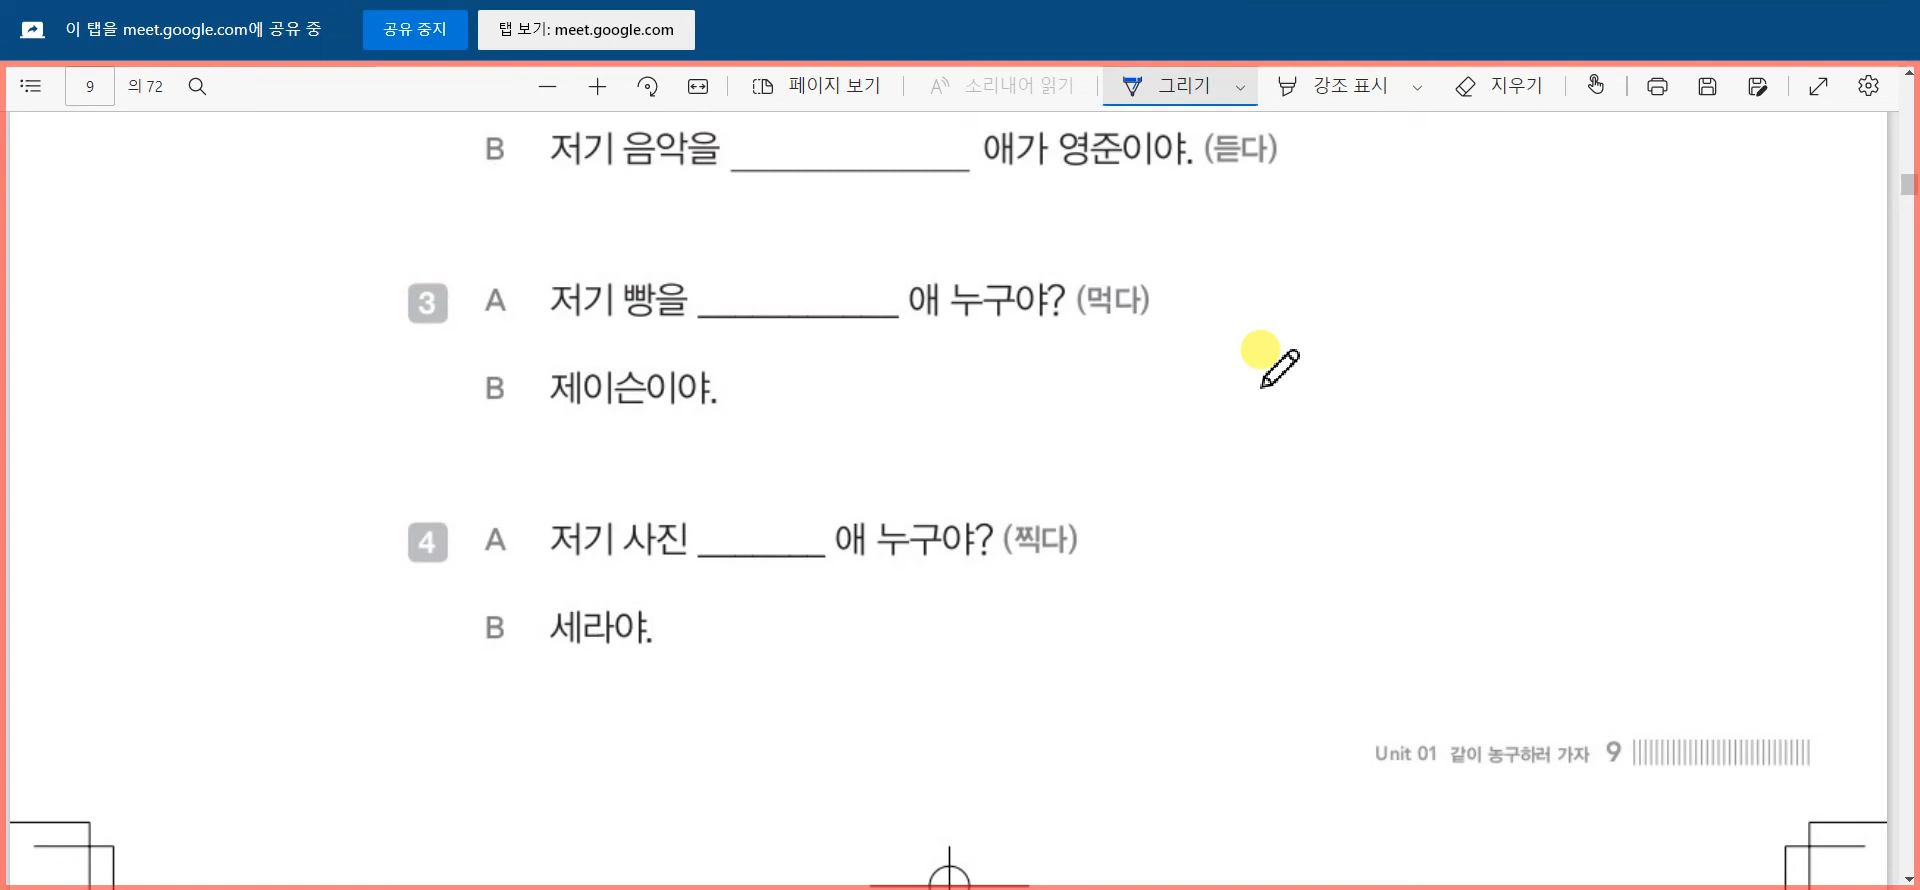 이 탭을 meet.google.com에 공유 중 공유 중지 탭 보기: meet.google.com
9 의 72 페이지 보기 A 소리내어 읽기 그리기 강조 표시 지우기
B 저기 음악을 ____________ 애가 영준이야. (듣다)
3 A 저기 빵을 ____________ 애 누구야? (먹다)
B 제이슨이야.
4 A 저기 사진 ________ 애 누구야? (찍다)
B 세라야.
Unit 01 같이 농구하러 가자 9